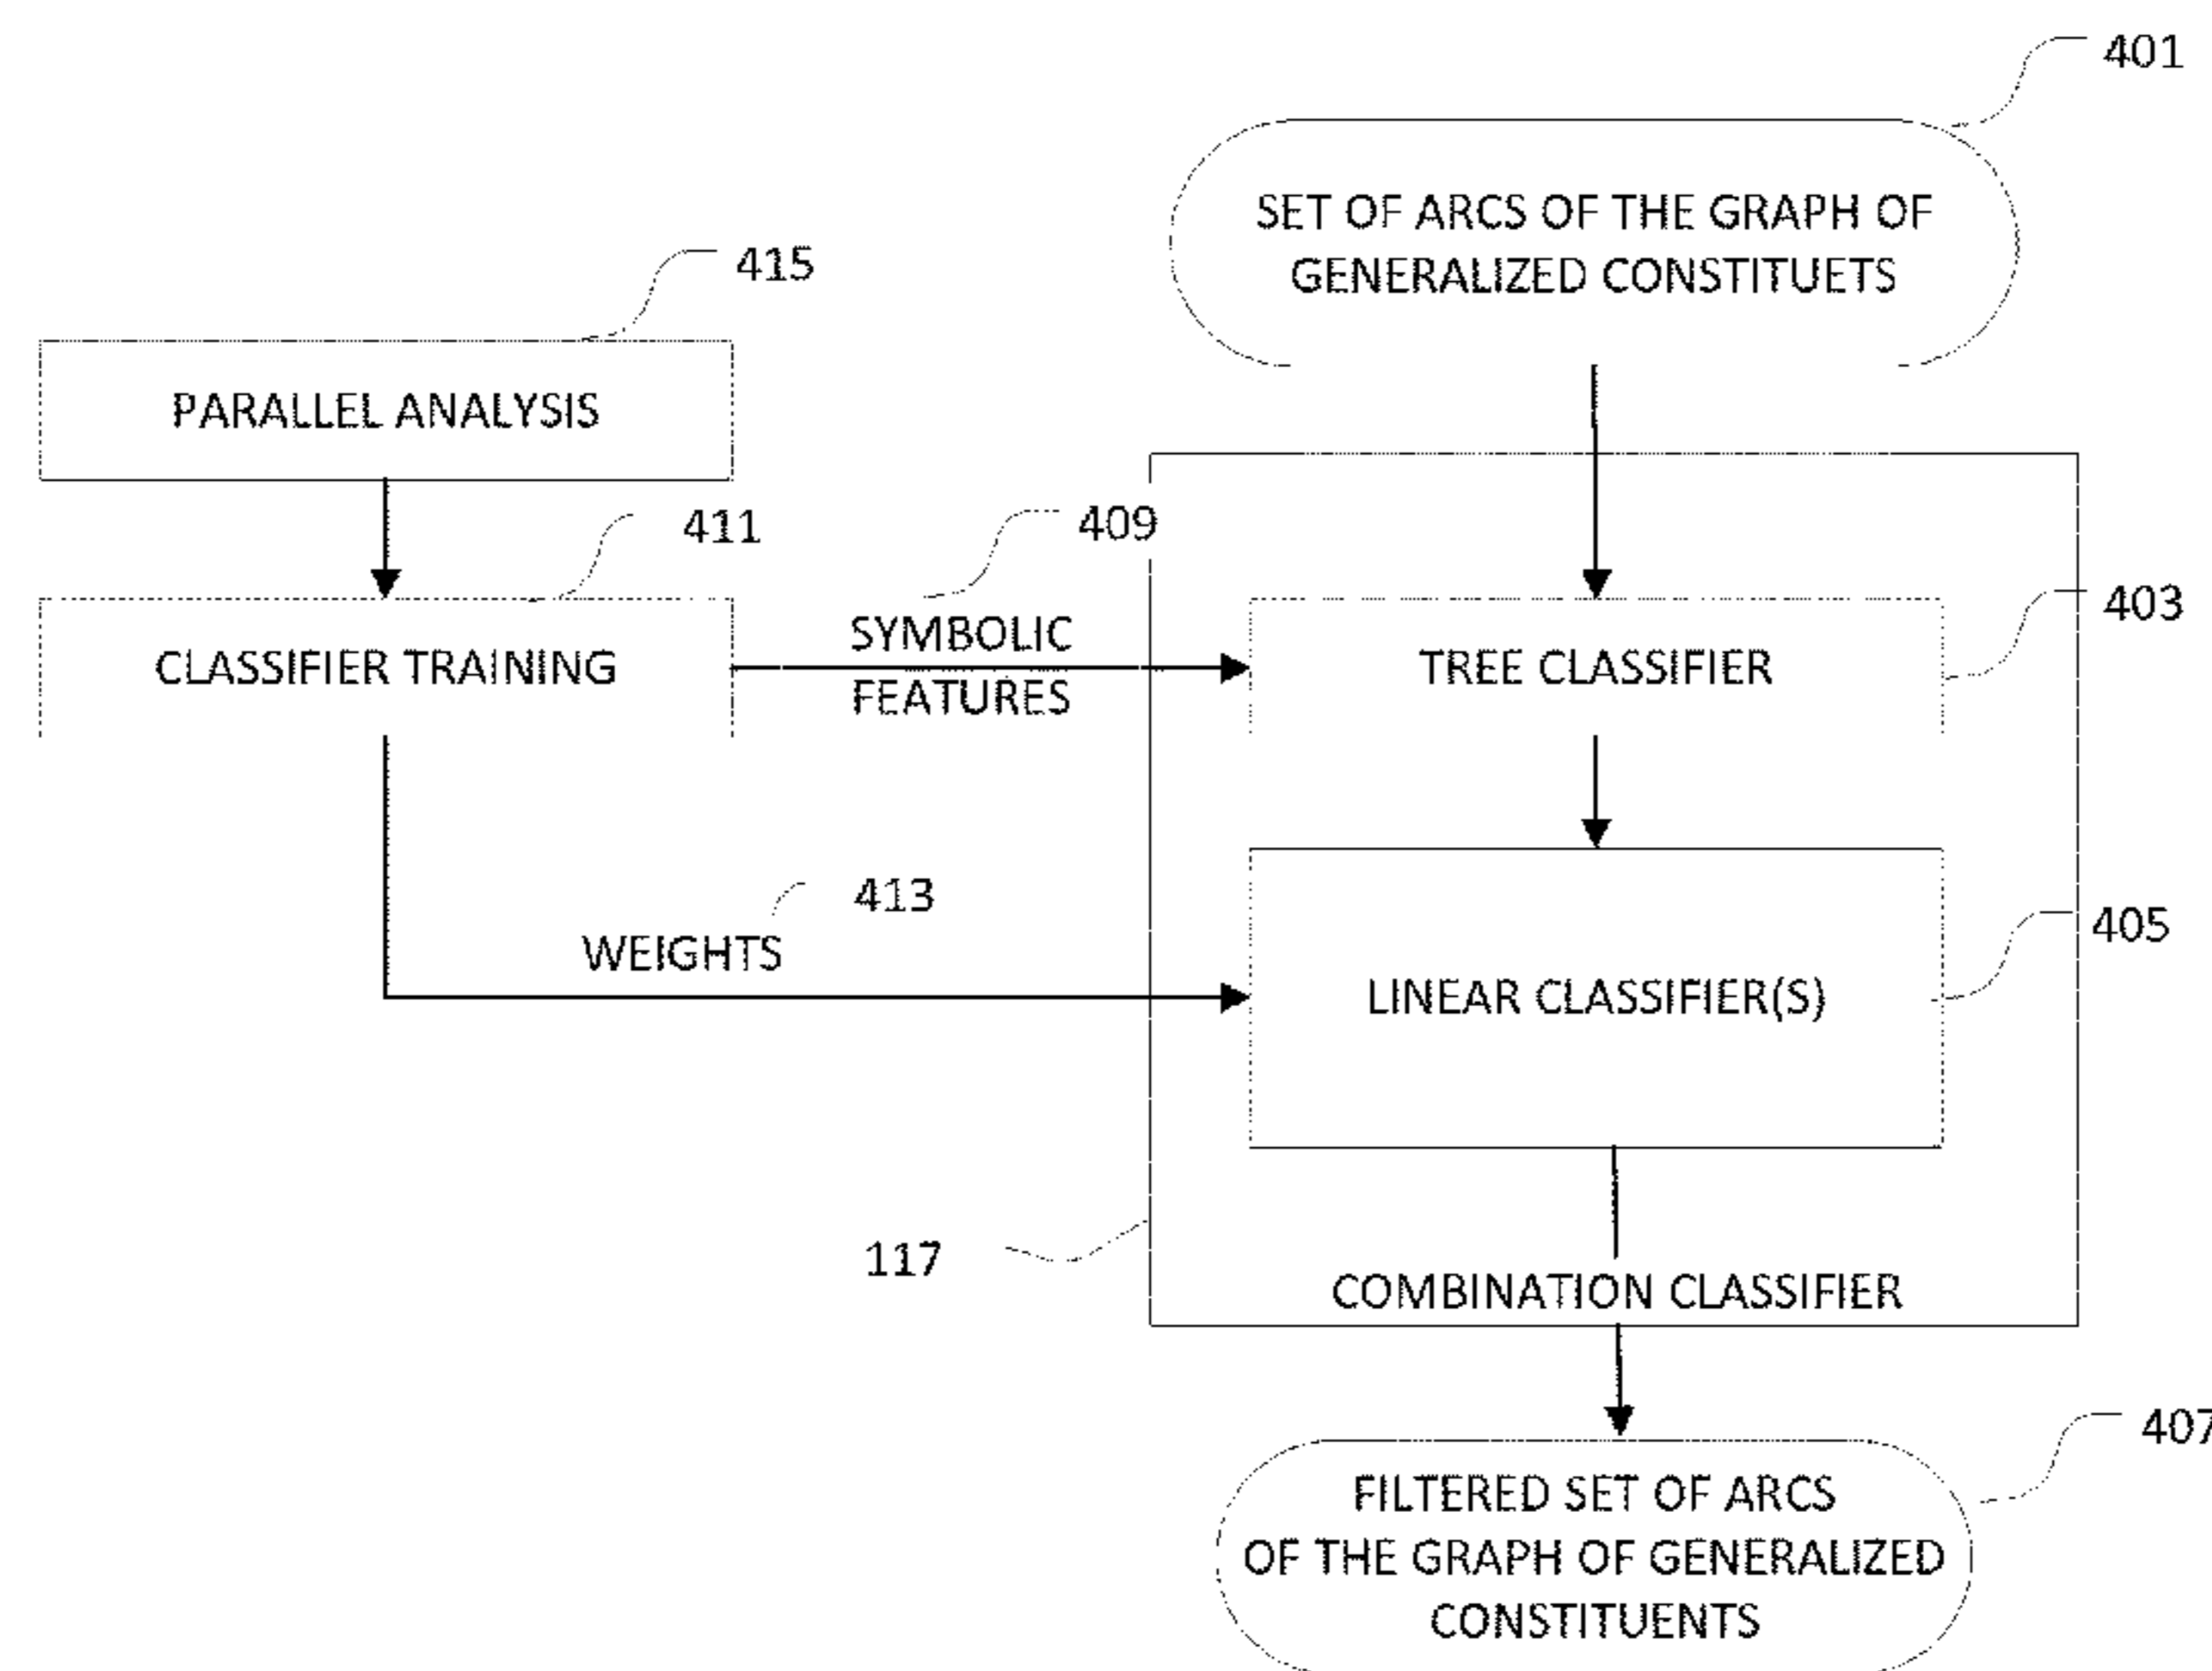 401
SET OF ARCS OF THE GRAPH OF
GENERALIZED CONSTITUETS
415
PARALLEL ANALYSIS
411
409
403
CLASSIFIER TRAINING
SYMBOLIC
FEATURES
TREE CLASSIFIER
413
WEIGHTS
405
LINEAR CLASSIFIER(S)
117
COMBINATION CLASSIFIER
407
FILTERED SET OF ARCS
OF THE GRAPH OF GENERALIZED
CONSTITUENTS